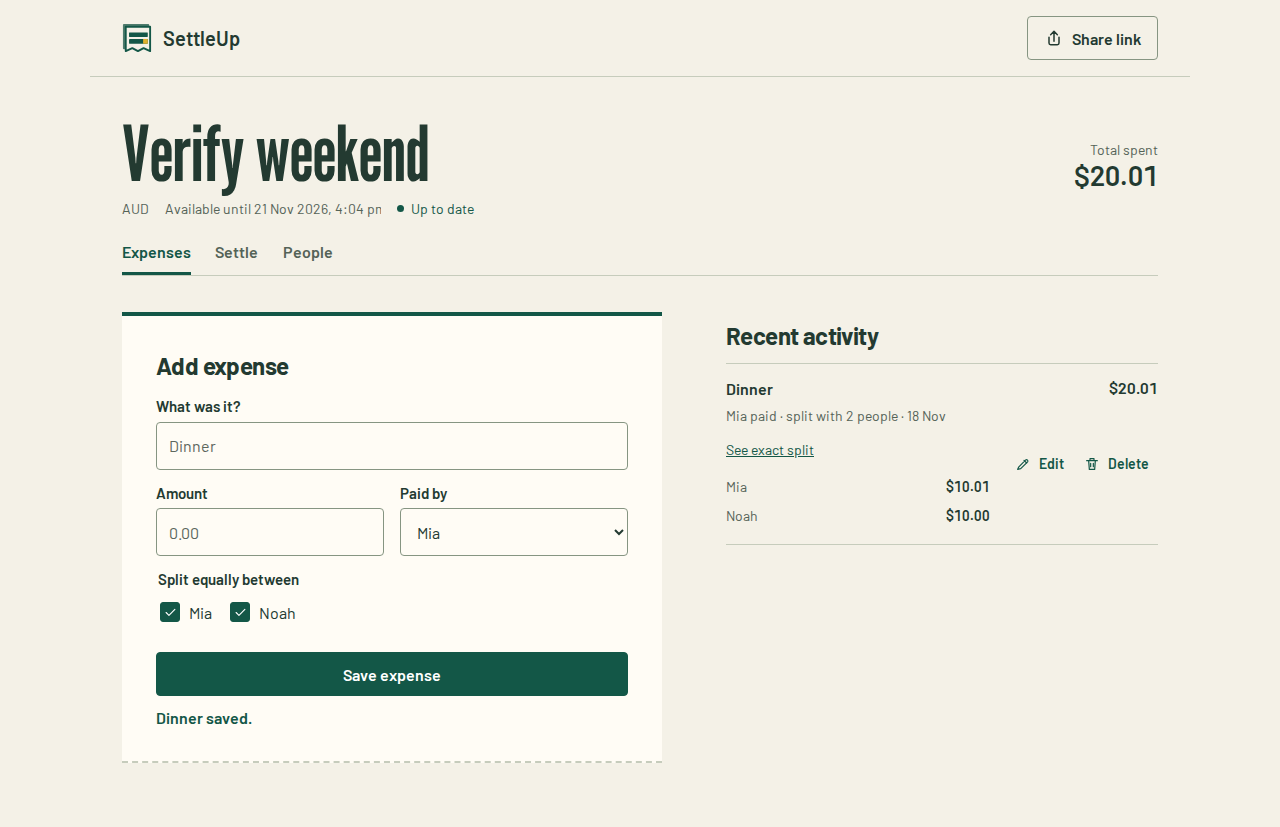 SettleUp
Share link
Verify weekend
Total spent
$20.01
AUD Available until 21 Nov 2026, 4:04 pm Up to date
Expenses Settle People
Add expense
What was it?
Dinner
Amount Paid by
0.00 Mia
Split equally between
Mia Noah
Save expense
Dinner saved.
Recent activity
Dinner $20.01
Mia paid · split with 2 people · 18 Nov
See exact split
Edit Delete
Mia $10.01
Noah $10.00